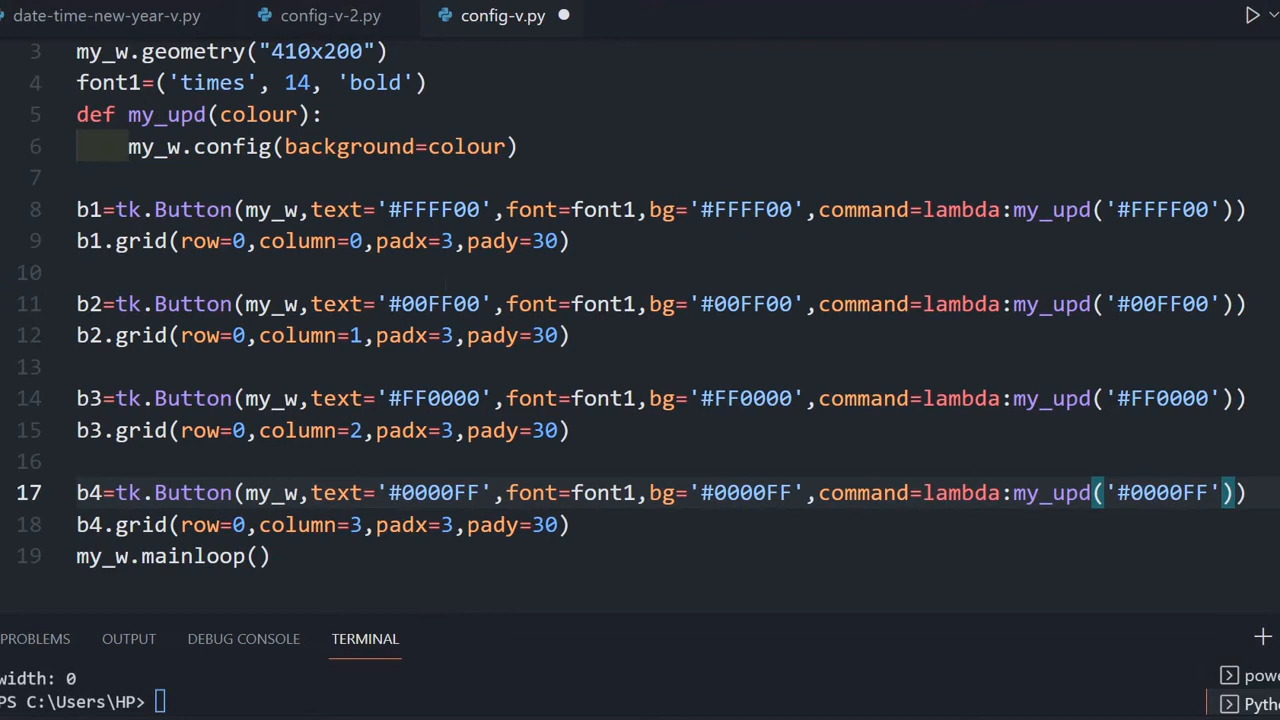 date-time-new-year-v.py config-v-2.py config-v.py
3 my_w.geometry("410x200")
4 font1=('times', 14, 'bold')
5 def my_upd(colour):
6 my_w.config(background=colour)
7
8 b1=tk.Button(my_w,text='#FFFF00',font=font1,bg='#FFFF00',command=lambda:my_upd('#FFFF00'))
9 b1.grid(row=0,column=0,padx=3,pady=30)
10
11 b2=tk.Button(my_w,text='#00FF00',font=font1,bg='#00FF00',command=lambda:my_upd('#00FF00'))
12 b2.grid(row=0,column=1,padx=3,pady=30)
13
14 b3=tk.Button(my_w,text='#FF0000',font=font1,bg='#FF0000',command=lambda:my_upd('#FF0000'))
15 b3.grid(row=0,column=2,padx=3,pady=30)
16
17 b4=tk.Button(my_w,text='#0000FF',font=font1,bg='#0000FF',command=lambda:my_upd('#0000FF'))
18 b4.grid(row=0,column=3,padx=3,pady=30)
19 my_w.mainloop()
PROBLEMS OUTPUT DEBUG CONSOLE TERMINAL
width: 0
PS C:\Users\HP>
powe
Pytho